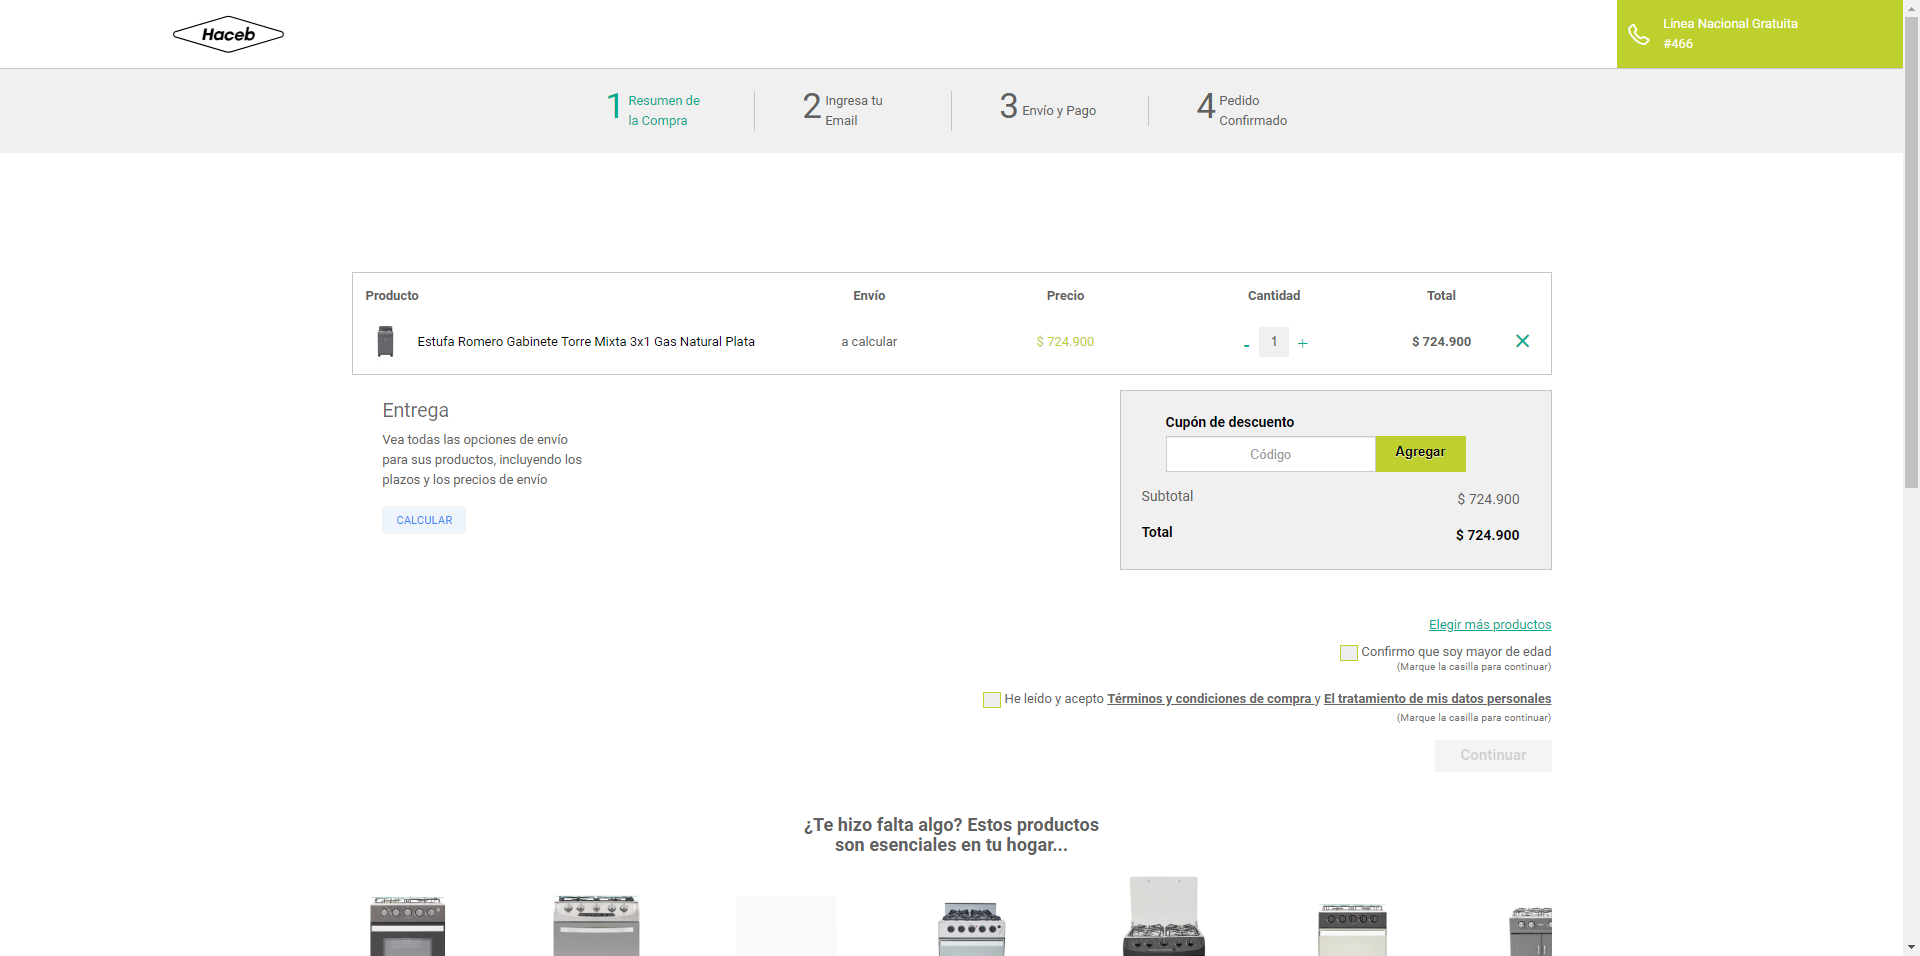 Haceb
Linea Nacional Gratuita
#466
1 Resumen de
la Compra
2 Ingresa tu
Email
3 Envío y Pago
4 Pedido
Confirmado
Producto Envío Precio Cantidad Total
Estufa Romero Gabinete Torre Mixta 3x1 Gas Natural Plata a calcular $ 724.900 - 1 + $ 724.900
Entrega
Vea todas las opciones de envío
para sus productos, incluyendo los
plazos y los precios de envío
CALCULAR
Cupón de descuento
Código Agregar
Subtotal $ 724.900
Total $ 724.900
Elegir más productos
Confirmo que soy mayor de edad
(Marque la casilla para continuar)
He leído y acepto Términos y condiciones de compra y El tratamiento de mis datos personales
(Marque la casilla para continuar)
Continuar
¿Te hizo falta algo? Estos productos
son esenciales en tu hogar...